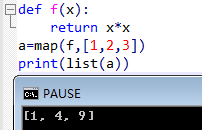 def f(x):
    return x*x
a=map(f,[1,2,3])
print(list(a))
C:\. PAUSE
[1, 4, 9]